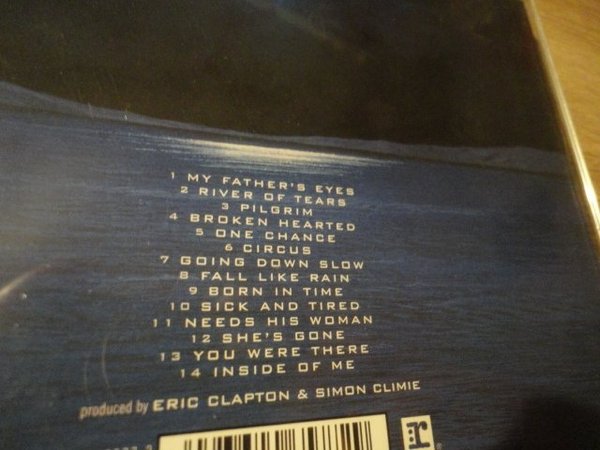 1 MY FATHER'S EYES
2 RIVER OF TEARS
3 PILGRIM
4 BROKEN HEARTED
5 ONE CHANCE
6 CIRCUS
7 GOING DOWN SLOW
8 FALL LIKE RAIN
9 BORN IN TIME
10 SICK AND TIRED
11 NEEDS HIS WOMAN
12 SHE'S GONE
13 YOU WERE THERE
14 INSIDE OF ME
produced by ERIC CLAPTON & SIMON CLIMIE
r